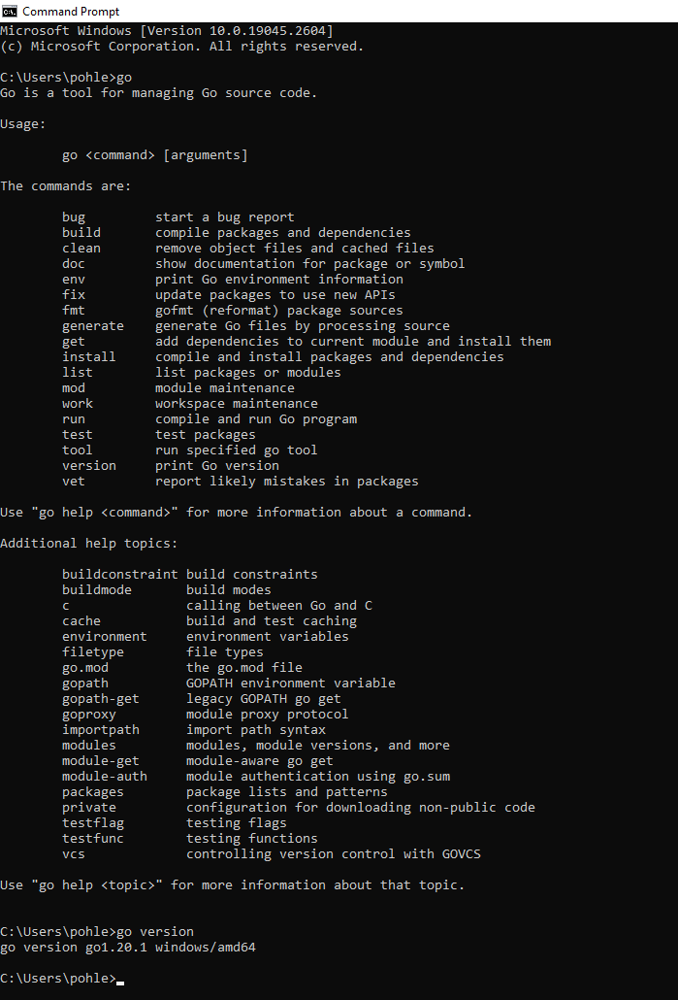 Command Prompt
Microsoft Windows [Version 10.0.19045.2604]
(c) Microsoft Corporation. All rights reserved.
C:\Users\pohle>go
Go is a tool for managing Go source code.
Usage:
        go <command> [arguments]
The commands are:
        bug         start a bug report
        build       compile packages and dependencies
        clean       remove object files and cached files
        doc         show documentation for package or symbol
        env         print Go environment information
        fix         update packages to use new APIs
        fmt         gofmt (reformat) package sources
        generate    generate Go files by processing source
        get         add dependencies to current module and install them
        install     compile and install packages and dependencies
        list        list packages or modules
        mod         module maintenance
        work        workspace maintenance
        run         compile and run Go program
        test        test packages
        tool        run specified go tool
        version     print Go version
        vet         report likely mistakes in packages
Use "go help <command>" for more information about a command.
Additional help topics:
        buildconstraint build constraints
        buildmode       build modes
        c               calling between Go and C
        cache           build and test caching
        environment     environment variables
        filetype        file types
        go.mod          the go.mod file
        gopath          GOPATH environment variable
        gopath-get      legacy GOPATH go get
        goproxy         module proxy protocol
        importpath      import path syntax
        modules         modules, module versions, and more
        module-get      module-aware go get
        module-auth     module authentication using go.sum
        packages        package lists and patterns
        private         configuration for downloading non-public code
        testflag        testing flags
        testfunc        testing functions
        vcs             controlling version control with GOVCS
Use "go help <topic>" for more information about that topic.
C:\Users\pohle>go version
go version go1.20.1 windows/amd64
C:\Users\pohle>